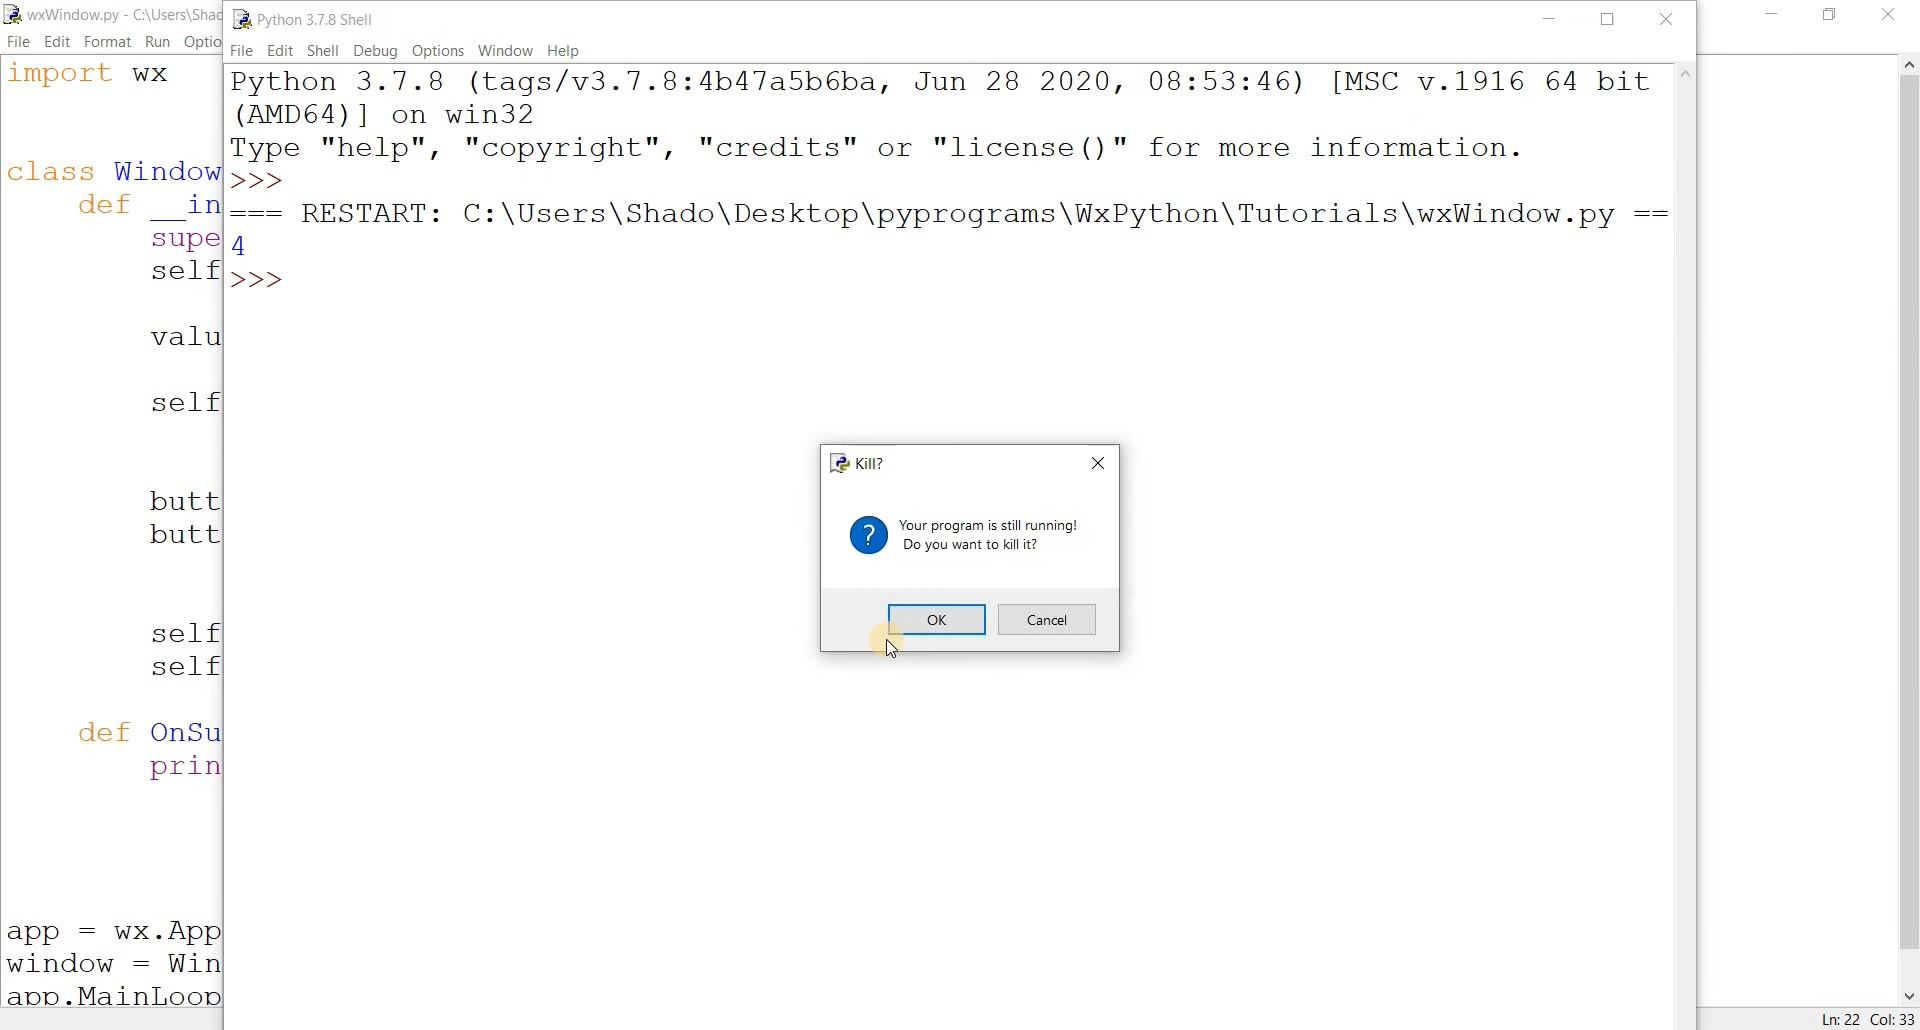 wxWindow.py - C:\Users\Shad
File Edit Format Run Optio
import wx
class Window
def __in
supe
self
valu
self
butt
butt
self
self
def OnSu
prin
app = wx.App
window = Win
app.MainLoop
Python 3.7.8 Shell
File Edit Shell Debug Options Window Help
Python 3.7.8 (tags/v3.7.8:4b47a5b6ba, Jun 28 2020, 08:53:46) [MSC v.1916 64 bit
(AMD64)] on win32
Type "help", "copyright", "credits" or "license()" for more information.
>>>
=== RESTART: C:\Users\Shado\Desktop\pyprograms\WxPython\Tutorials\wxWindow.py ==
4
>>>
Kill?
Your program is still running!
Do you want to kill it?
OK Cancel
Ln: 22 Col: 33